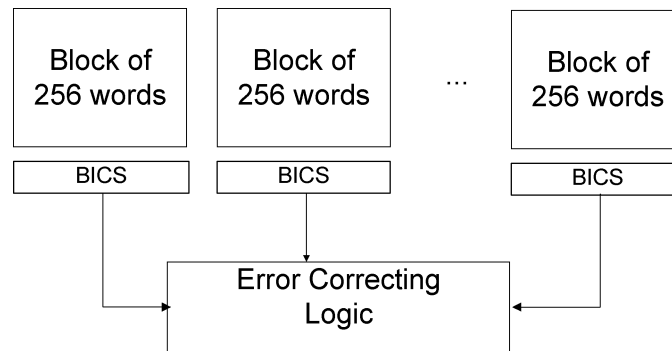 Block of
256 words
Block of
256 words
...
Block of
256 words
BICS
BICS
BICS
Error Correcting
Logic